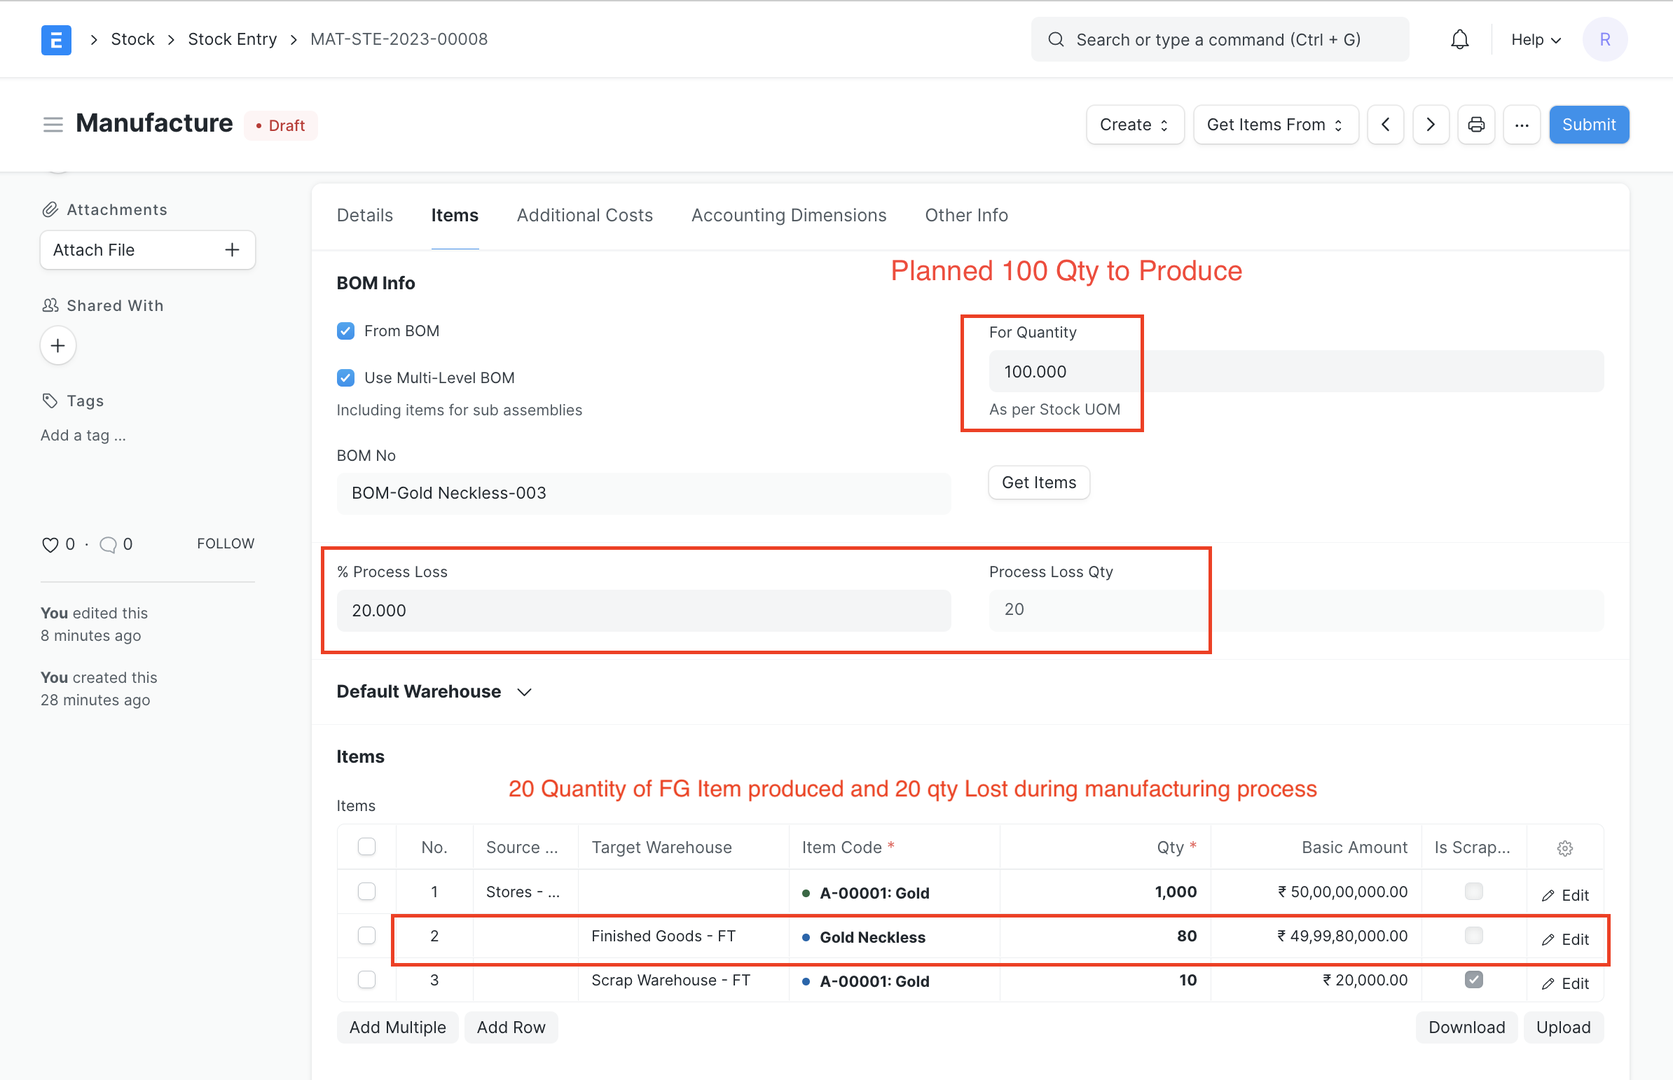 E > Stock > Stock Entry > MAT-STE-2023-00008 Search or type a command (Ctrl + G) Help R
Manufacture • Draft Create Get Items From ... Submit
Attachments
Attach File +
Shared With
+
Tags
Add a tag ...
0 · 0 FOLLOW
You edited this
8 minutes ago
You created this
28 minutes ago
Details Items Additional Costs Accounting Dimensions Other Info
Planned 100 Qty to Produce
BOM Info
From BOM
For Quantity
100.000
As per Stock UOM
Use Multi-Level BOM
Including items for sub assemblies
BOM No
BOM-Gold Neckless-003
Get Items
% Process Loss Process Loss Qty
20.000 20
Default Warehouse
Items
20 Quantity of FG Item produced and 20 qty Lost during manufacturing process
Items
No. Source ... Target Warehouse Item Code * Qty * Basic Amount Is Scrap...
1 Stores - ... A-00001: Gold 1,000 ₹ 50,00,00,000.00 Edit
2 Finished Goods - FT Gold Neckless 80 ₹ 49,99,80,000.00 Edit
3 Scrap Warehouse - FT A-00001: Gold 10 ₹ 20,000.00 Edit
Add Multiple Add Row Download Upload